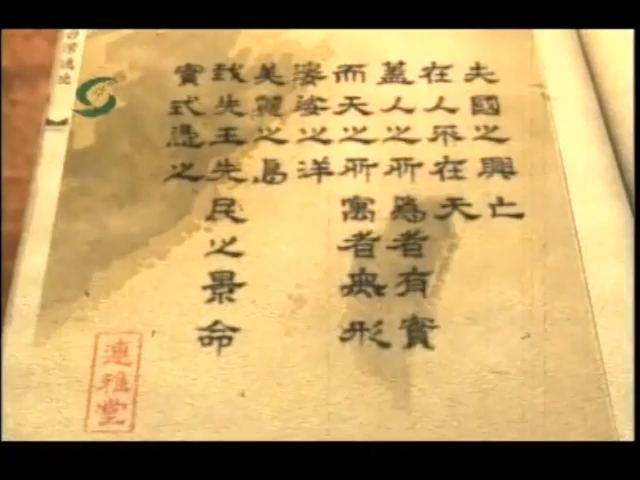 夫國之興亡
在人不在天
蓋人之所為者有實
而天之所寓者無形
婆娑之洋
美麗之島
我先王先民之景命
實式憑之
連雅堂